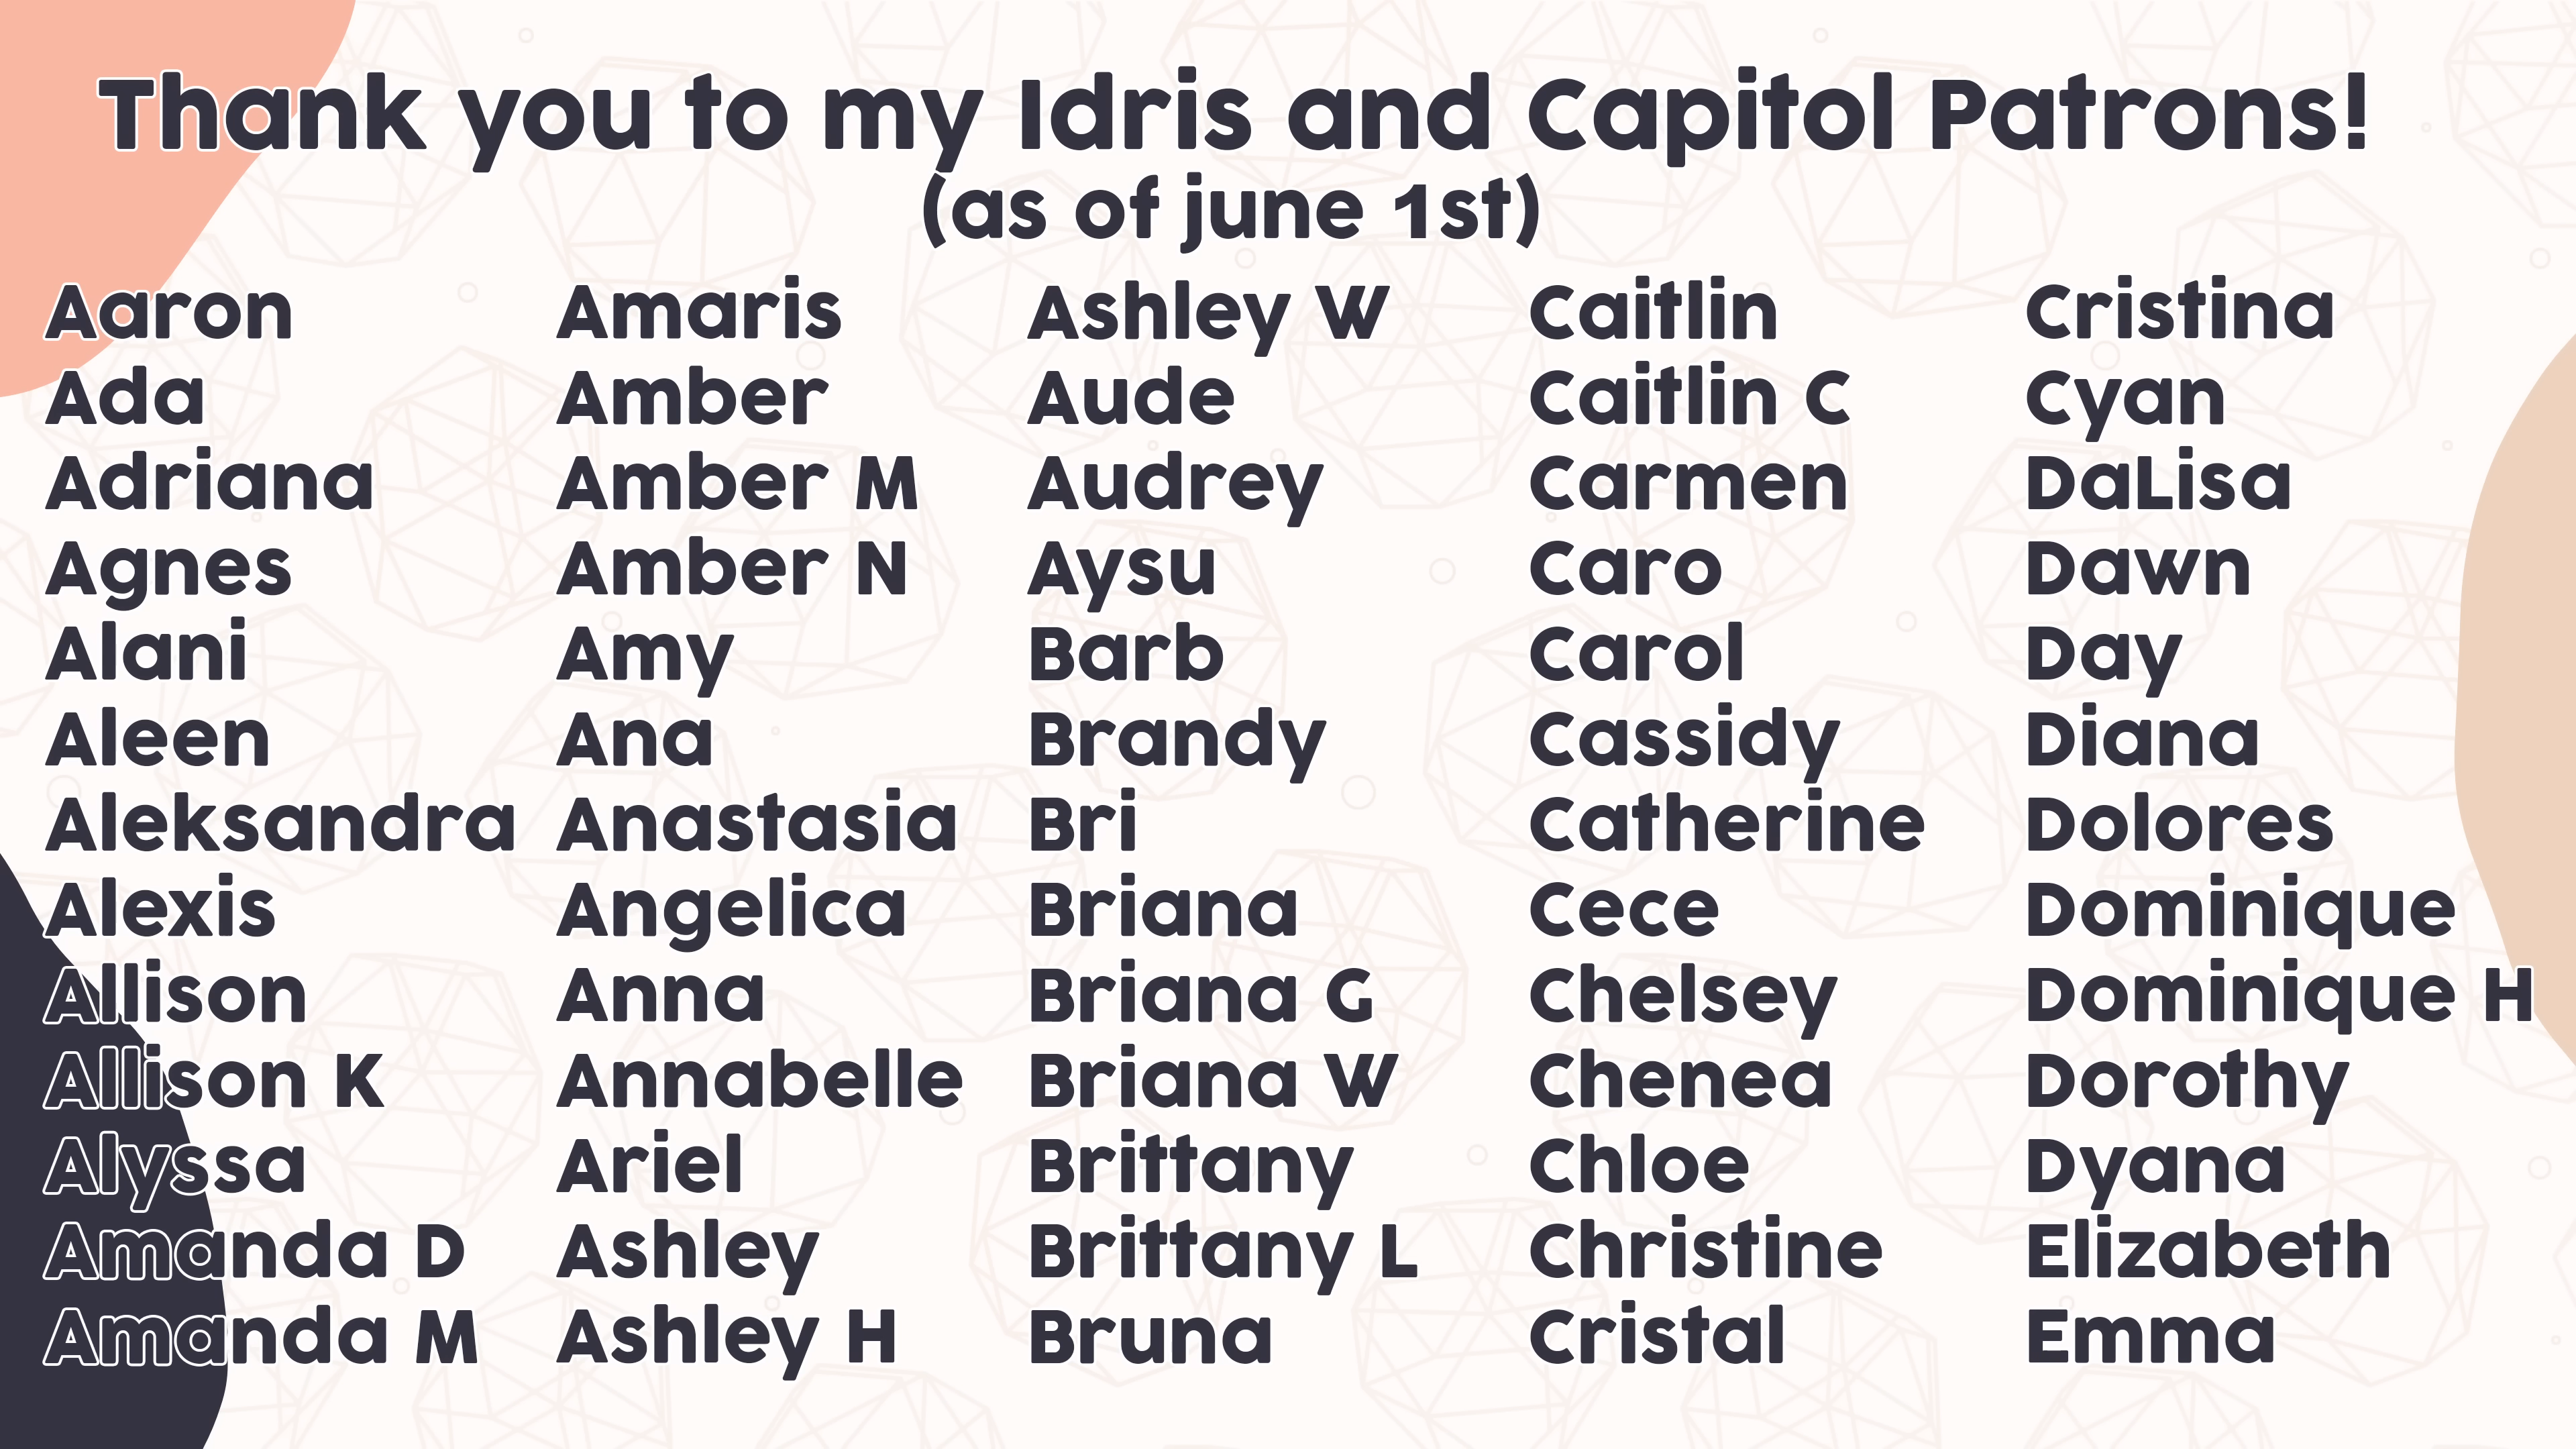 Thank you to my Idris and Capitol Patrons!
(as of june 1st)
Aaron
Ada
Adriana
Agnes
Alani
Aleen
Aleksandra
Alexis
Allison
Allison K
Alyssa
Amanda D
Amanda M
Amaris
Amber
Amber M
Amber N
Amy
Ana
Anastasia
Angelica
Anna
Annabelle
Ariel
Ashley
Ashley H
Ashley W
Aude
Audrey
Aysu
Barb
Brandy
Bri
Briana
Briana G
Briana W
Brittany
Brittany L
Bruna
Caitlin
Caitlin C
Carmen
Caro
Carol
Cassidy
Catherine
Cece
Chelsey
Chenea
Chloe
Christine
Cristal
Cristina
Cyan
DaLisa
Dawn
Day
Diana
Dolores
Dominique
Dominique H
Dorothy
Dyana
Elizabeth
Emma